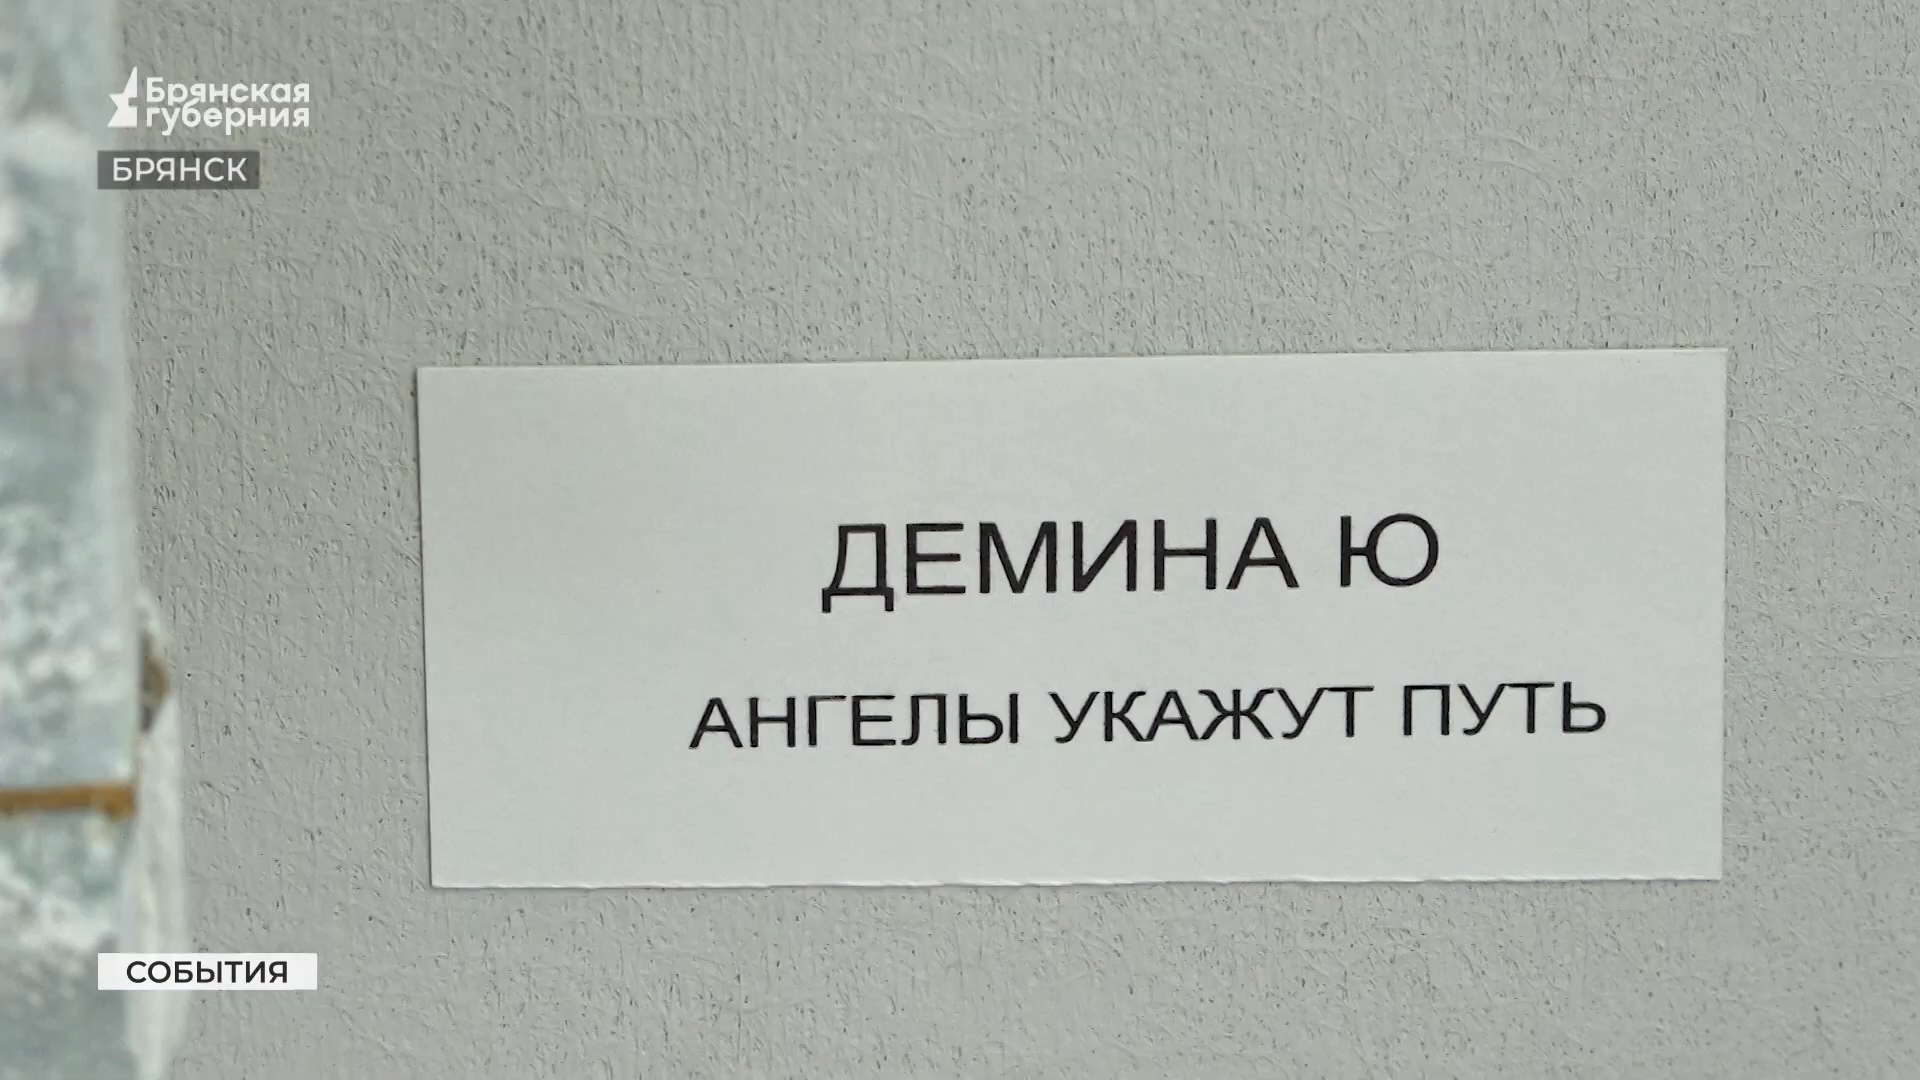 Брянская
губерния
БРЯНСК
ДЕМИНА Ю
АНГЕЛЫ УКАЖУТ ПУТЬ
СОБЫТИЯ